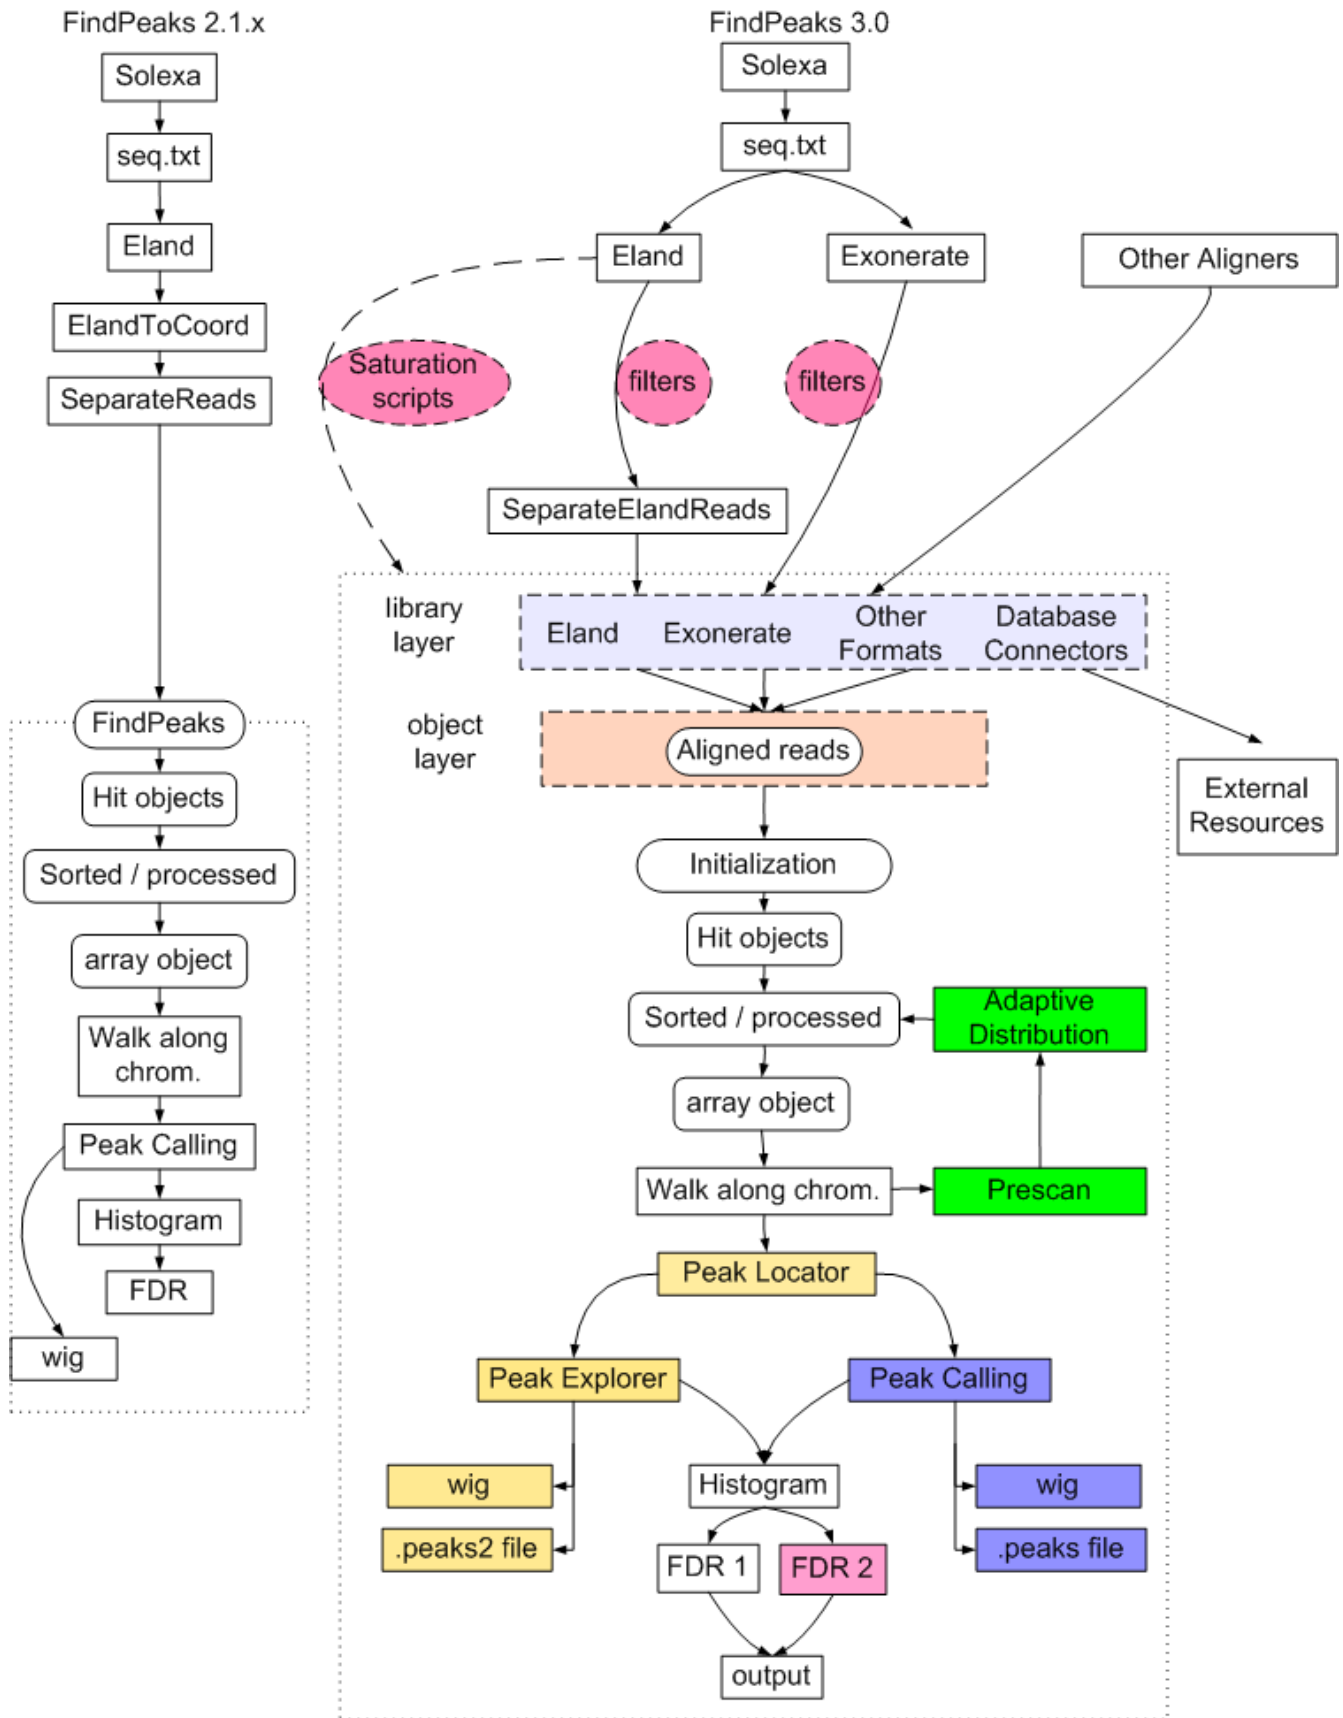 FindPeaks 2.1.x
Solexa
seq.txt
Eland
ElandToCoord
SeparateReads
FindPeaks
Hit objects
Sorted / processed
array object
Walk along
chrom.
Peak Calling
Histogram
FDR
wig
FindPeaks 3.0
Solexa
seq.txt
Eland
Exonerate
Other Aligners
Saturation
scripts
filters
filters
SeparateElandReads
library
layer
Eland
Exonerate
Other
Formats
Database
Connectors
object
layer
Aligned reads
External
Resources
Initialization
Hit objects
Sorted / processed
Adaptive
Distribution
array object
Walk along chrom.
Prescan
Peak Locator
Peak Explorer
Peak Calling
wig
Histogram
wig
.peaks2 file
FDR 1
FDR 2
.peaks file
output